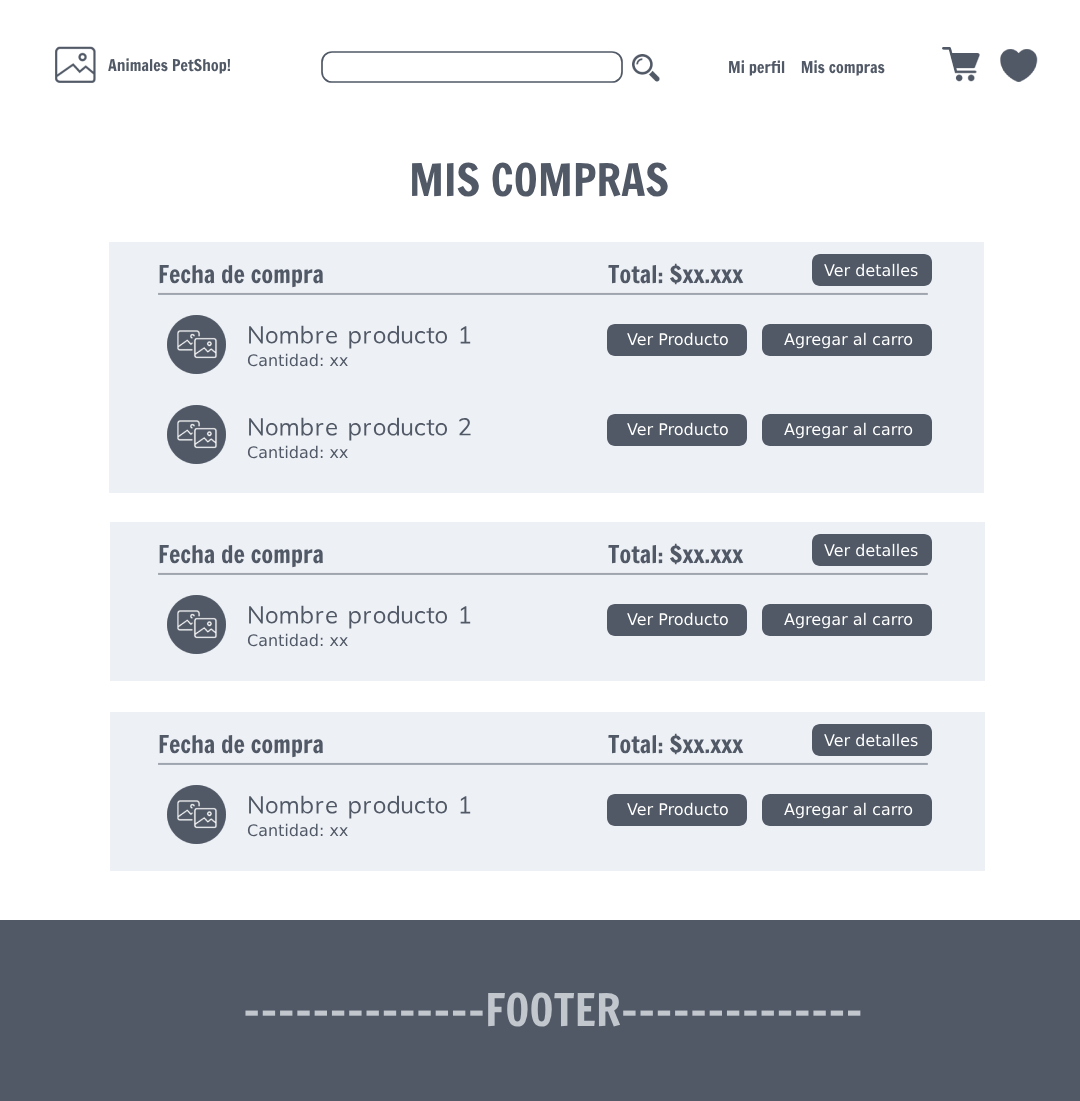 Animales PetShop!
Mi perfil Mis compras
MIS COMPRAS
Fecha de compra Total: $xx.xxx Ver detalles
Nombre producto 1 Ver Producto Agregar al carro
Cantidad: xx
Nombre producto 2 Ver Producto Agregar al carro
Cantidad: xx
Fecha de compra Total: $xx.xxx Ver detalles
Nombre producto 1 Ver Producto Agregar al carro
Cantidad: xx
Fecha de compra Total: $xx.xxx Ver detalles
Nombre producto 1 Ver Producto Agregar al carro
Cantidad: xx
--------------FOOTER--------------